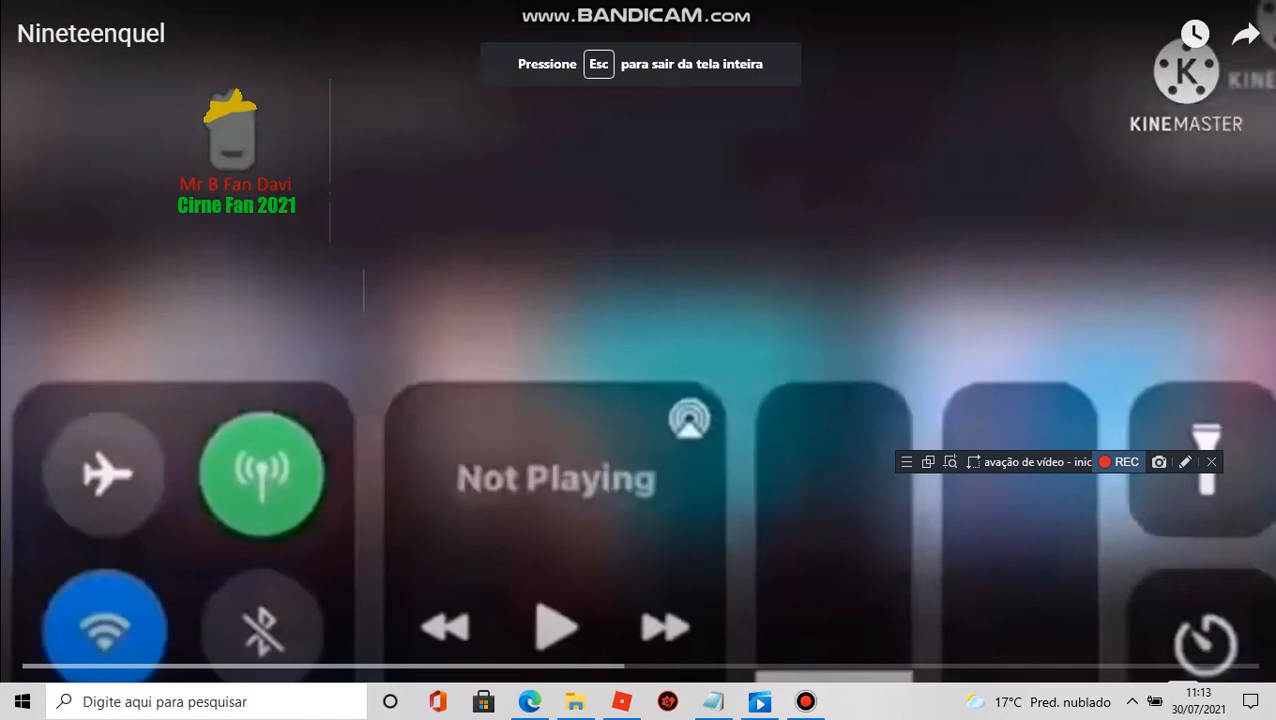 www.BANDICAM.com
Nineteenquel
Pressione Esc para sair da tela inteira
K
KINEMASTER
KINE
Mr B Fan Davi
Cirne Fan 2021
Not Playing
avação de vídeo - inic
REC
Digite aqui para pesquisar
17°C Pred. nublado
11:13
30/07/2021